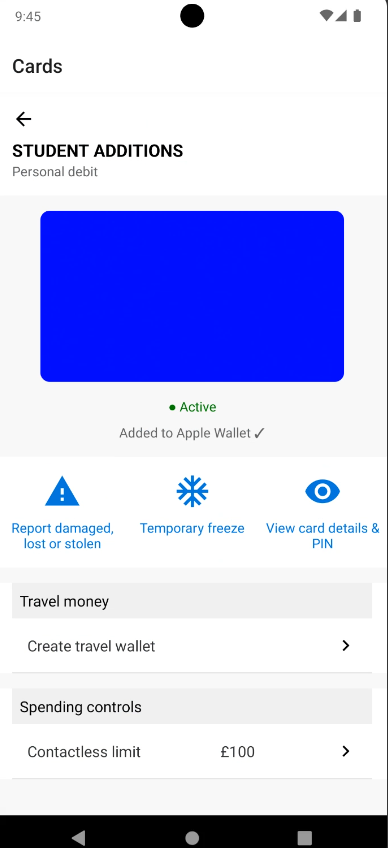 9:45
Cards
STUDENT ADDITIONS
Personal debit
● Active
Added to Apple Wallet ✓
Report damaged,
lost or stolen
Temporary freeze
View card details &
PIN
Travel money
Create travel wallet
Spending controls
Contactless limit £100